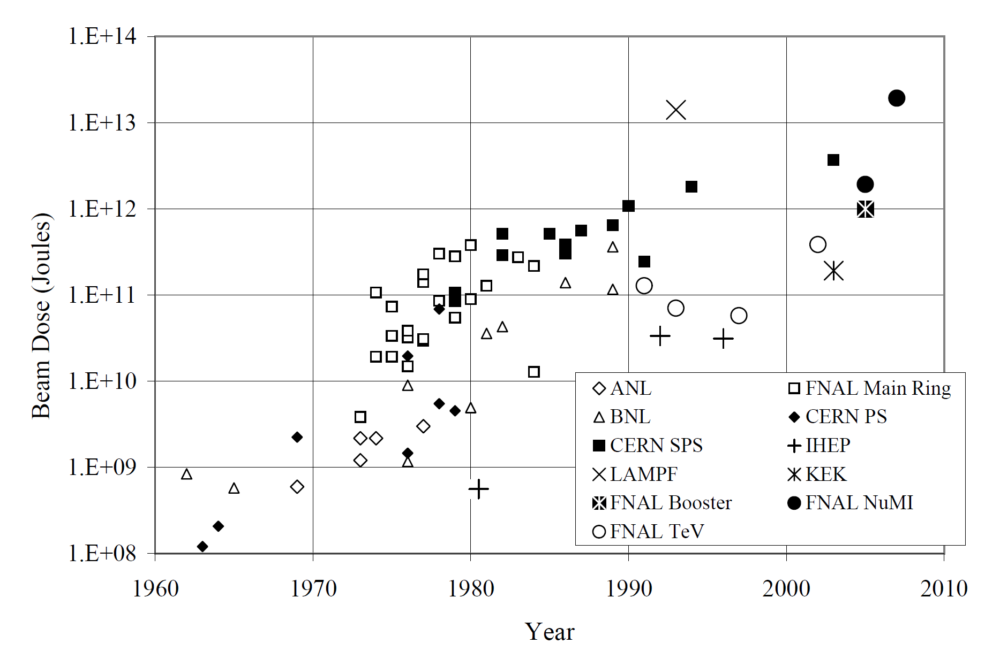 1.E+14
1.E+13
1.E+12
1.E+11
1.E+10
1.E+09
1.E+08
Beam Dose (Joules)
1960 1970 1980 1990 2000 2010
Year
ANL FNAL Main Ring
BNL CERN PS
CERN SPS IHEP
LAMPF KEK
FNAL Booster FNAL NuMI
FNAL TeV